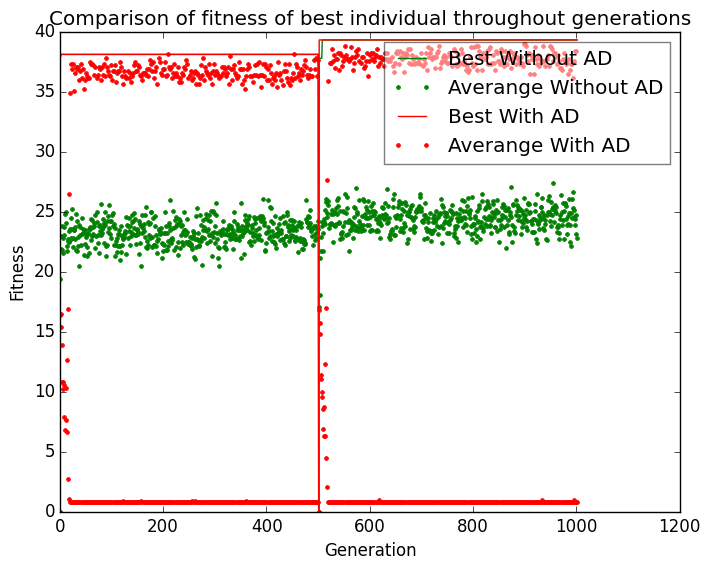 Comparison of fitness of best individual throughout generations
40
35
30
25
20
15
10
5
0
Fitness
Best Without AD
Averange Without AD
Best With AD
Averange With AD
0 200 400 600 800 1000 1200
Generation